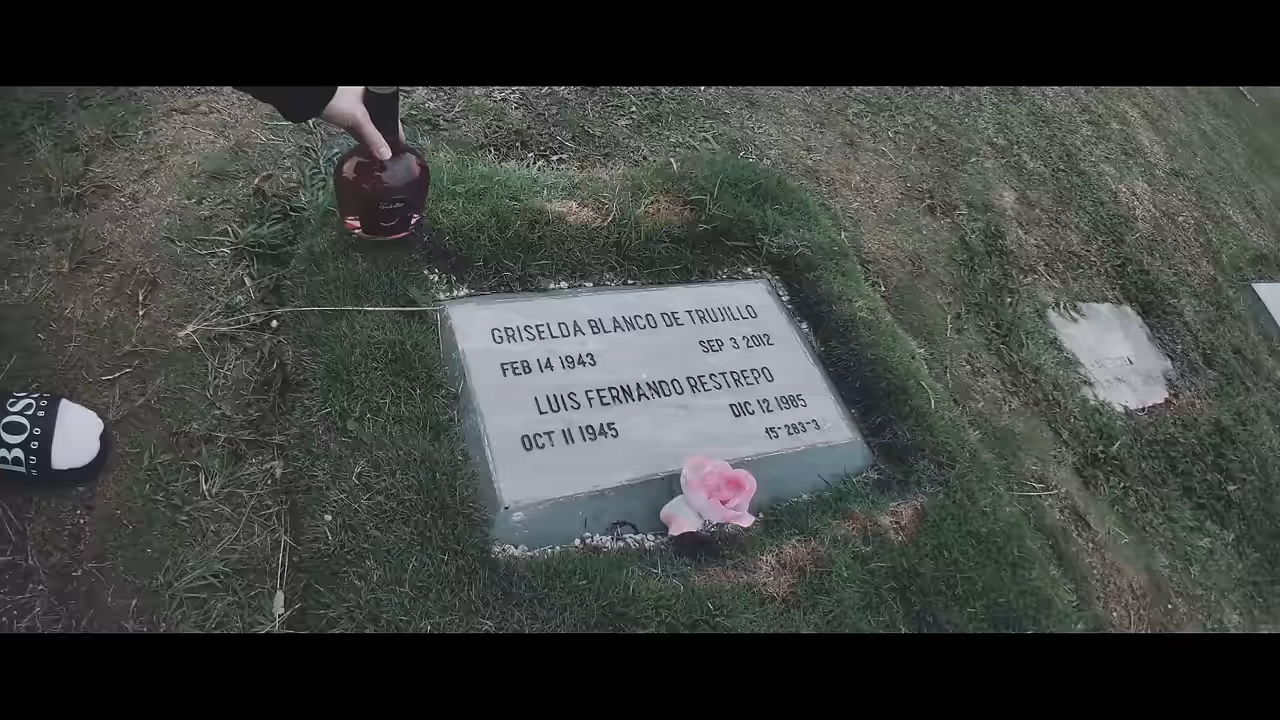 GRISELDA BLANCO DE TRUJILLO
FEB 14 1943 SEP 3 2012
LUIS FERNANDO RESTREPO
OCT 11 1945 DIC 12 1985
15-283-3
BOSS
HUGO BOSS